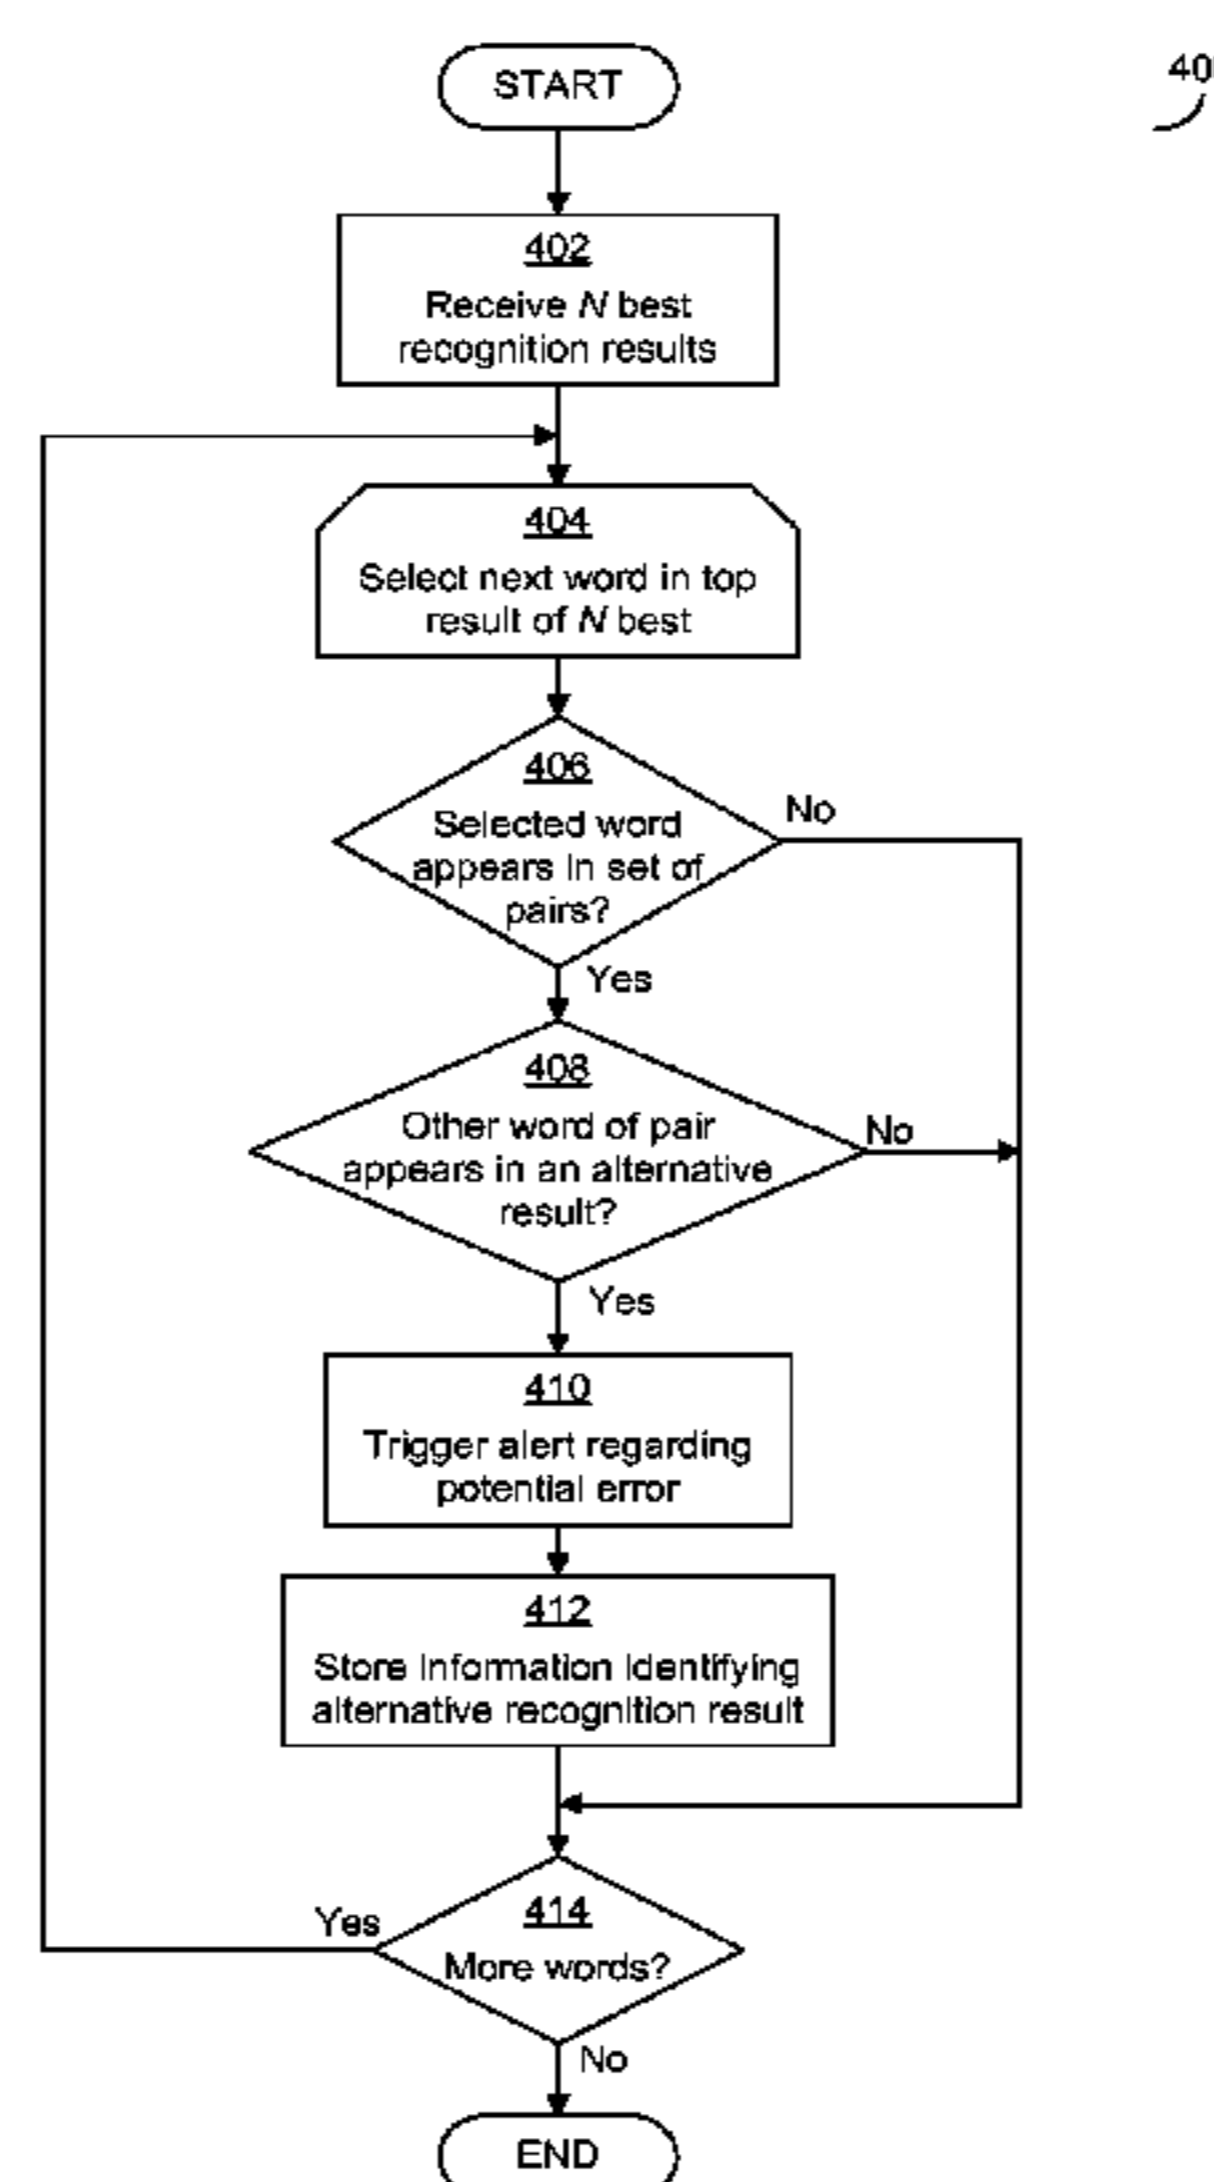 START
40
402
Receive N best
recognition results
404
Select next word in top
result of N best
406
No
Selected word
appears in set of
pairs?
Yes
408
Other word of pair
No
appears in an alternative
result?
Yes
410
Trigger alert regarding
potential error
412
Store Information Identifying
alternative recognition result
Yes
414
More words?
No
END